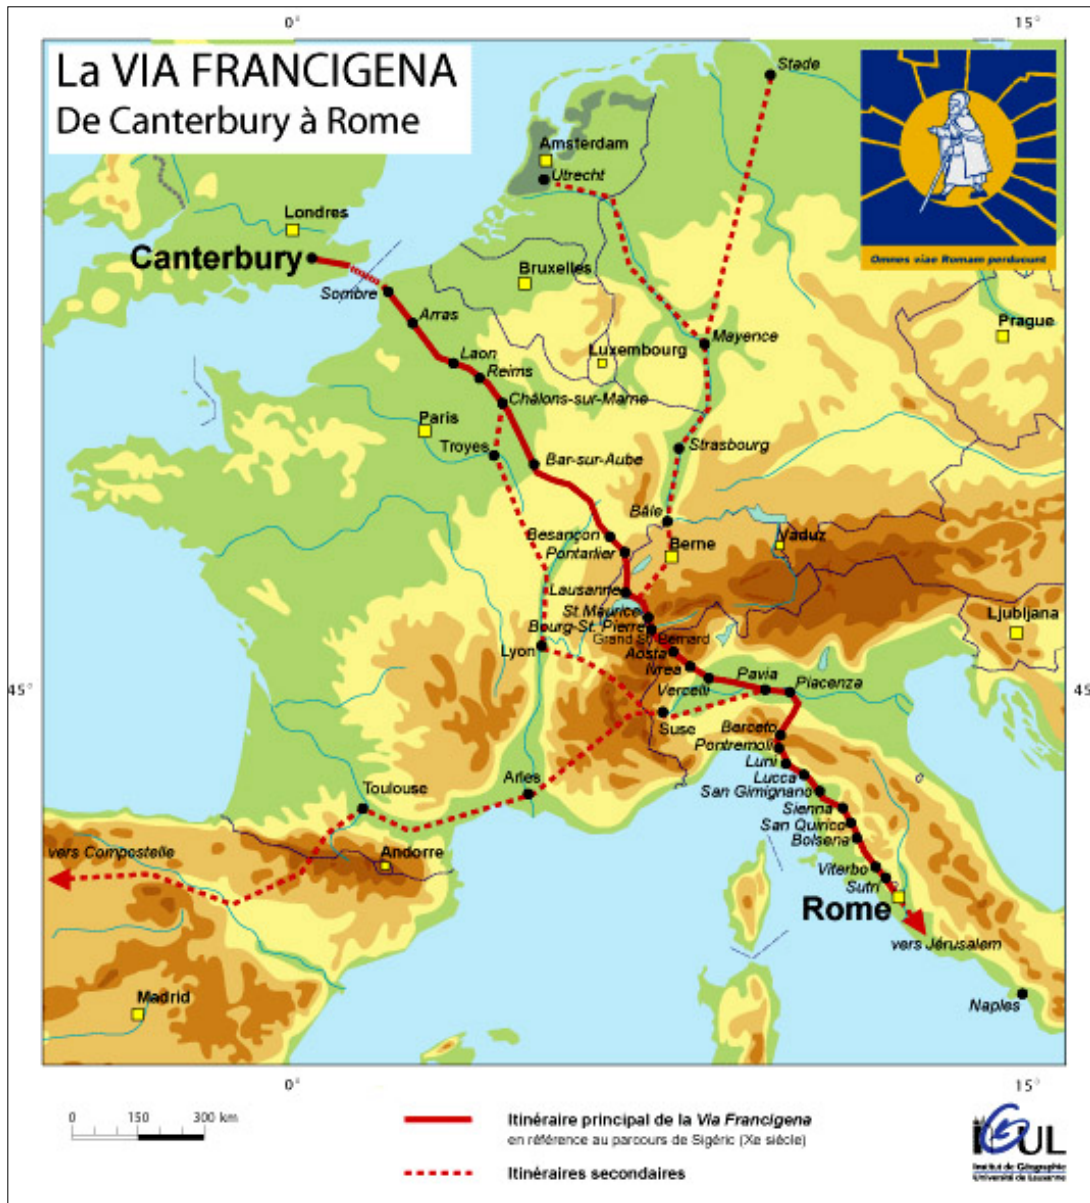 0°
15°
La VIA FRANCIGENA
De Canterbury à Rome
Stade
Amsterdam
Utrecht
Londres
Canterbury
Omnes viae Romam perducunt
Bruxelles
Sombre
Arras
Prague
Mayence
Laon
Luxembourg
Reims
Châlons-sur-Marne
Paris
Troyes
Strasbourg
Bar-sur-Aube
Bâle
Besançon
Berne
Vaduz
Pontarlier
Lausanne
St.Maurice
Ljubljana
Bourg-St. Pierre
Grand St Bernard
Lyon
Aosta
Ivrea
45°
Vercelli
Pavia
Piacenza
45°
Suse
Berceto
Pontremoli
Luni
Arles
Lucca
Toulouse
San Gimignano
Sienna
San Quirico
Bolsena
vers Compostelle
Andorre
Viterbo
Sutri
Rome
vers Jérusalem
Madrid
Naples
0°
15°
0 150 300 km
Itinéraire principal de la Via Francigena
en référence au parcours de Sigéric (Xe siècle)
Itinéraires secondaires
IGUL
Institut de Géographie
Université de Lausanne